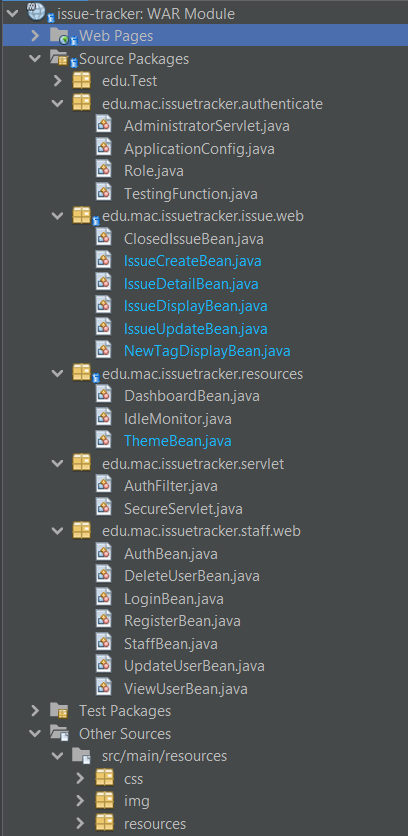 issue-tracker: WAR Module
Web Pages
Source Packages
edu.Test
edu.mac.issuetracker.authenticate
AdministratorServlet.java
ApplicationConfig.java
Role.java
TestingFunction.java
edu.mac.issuetracker.issue.web
ClosedIssueBean.java
IssueCreateBean.java
IssueDetailBean.java
IssueDisplayBean.java
IssueUpdateBean.java
NewTagDisplayBean.java
edu.mac.issuetracker.resources
DashboardBean.java
IdleMonitor.java
ThemeBean.java
edu.mac.issuetracker.servlet
AuthFilter.java
SecureServlet.java
edu.mac.issuetracker.staff.web
AuthBean.java
DeleteUserBean.java
LoginBean.java
RegisterBean.java
StaffBean.java
UpdateUserBean.java
ViewUserBean.java
Test Packages
Other Sources
src/main/resources
css
img
resources